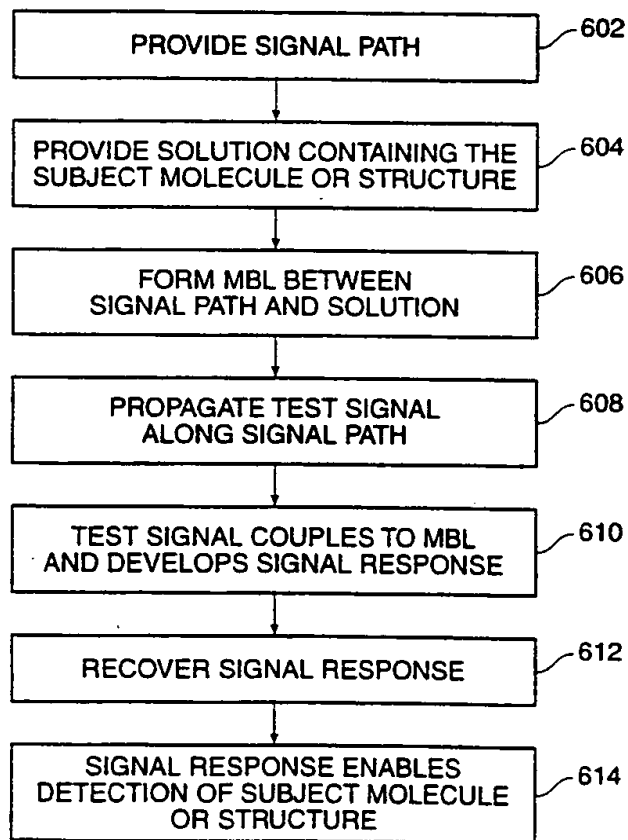 PROVIDE SIGNAL PATH
602
PROVIDE SOLUTION CONTAINING THE
SUBJECT MOLECULE OR STRUCTURE
604
FORM MBL BETWEEN
SIGNAL PATH AND SOLUTION
606
PROPAGATE TEST SIGNAL
ALONG SIGNAL PATH
608
TEST SIGNAL COUPLES TO MBL
AND DEVELOPS SIGNAL RESPONSE
610
RECOVER SIGNAL RESPONSE
612
SIGNAL RESPONSE ENABLES
DETECTION OF SUBJECT MOLECULE
OR STRUCTURE
614